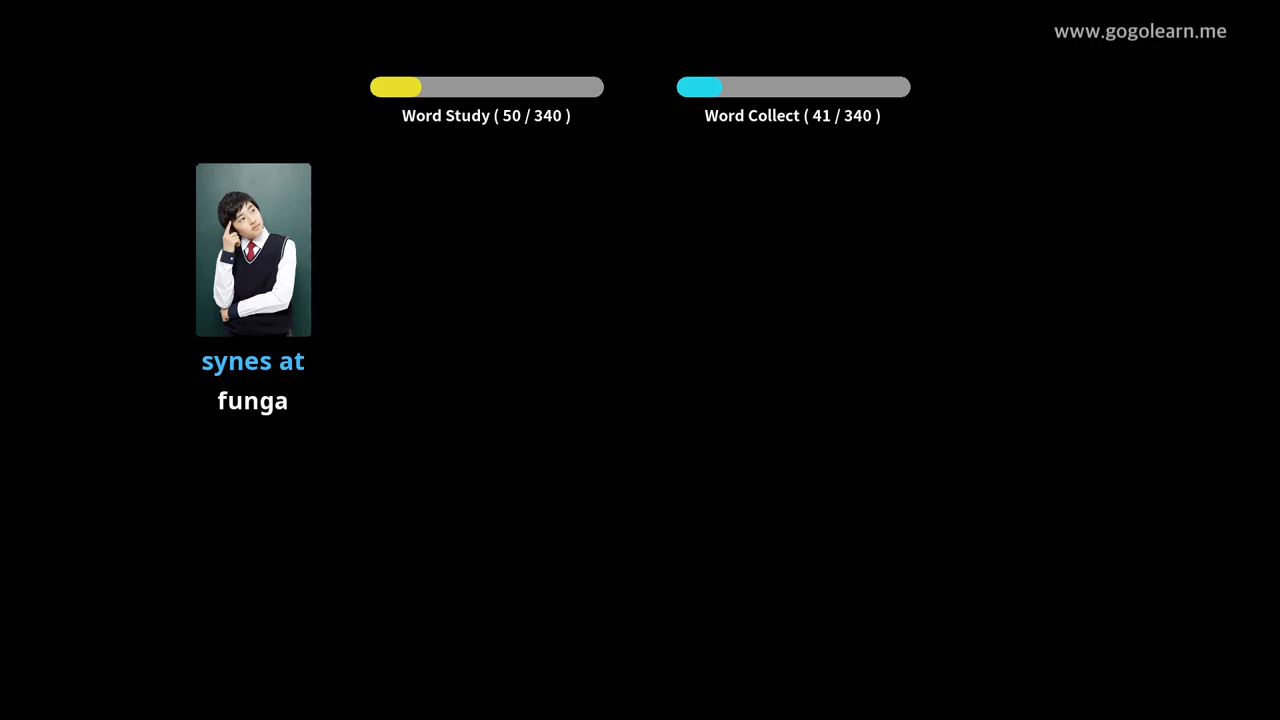 www.gogolearn.me
Word Study ( 50 / 340 )
Word Collect ( 41 / 340 )
synes at
funga